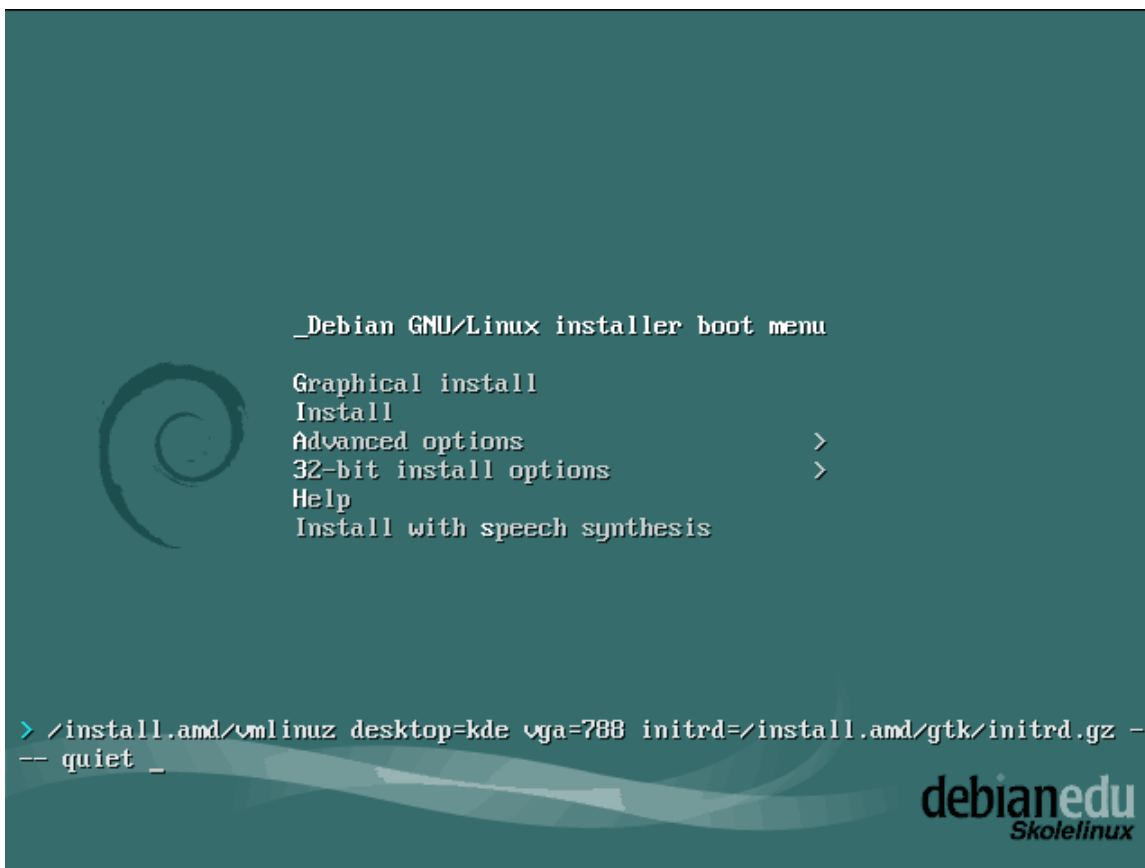 _Debian GNU/Linux installer boot menu
Graphical install
Install
Advanced options >
32-bit install options >
Help
Install with speech synthesis
> /install.amd/vmlinuz desktop=kde vga=788 initrd=/install.amd/gtk/initrd.gz -
-- quiet _
debianedu
Skolelinux